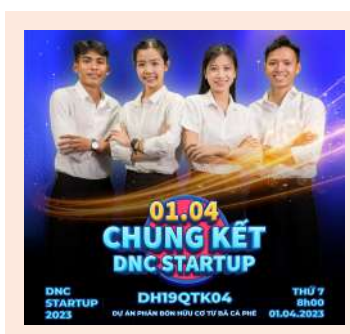 01.04
CHUNG KẾT
DNC STARTUP
DNC
STARTUP
2023
DH19QTK04
DỰ ÁN PHÂN BÓN HỮU CƠ TỪ BÃ CÀ PHÊ
THỨ 7
8h00
01.04.2023